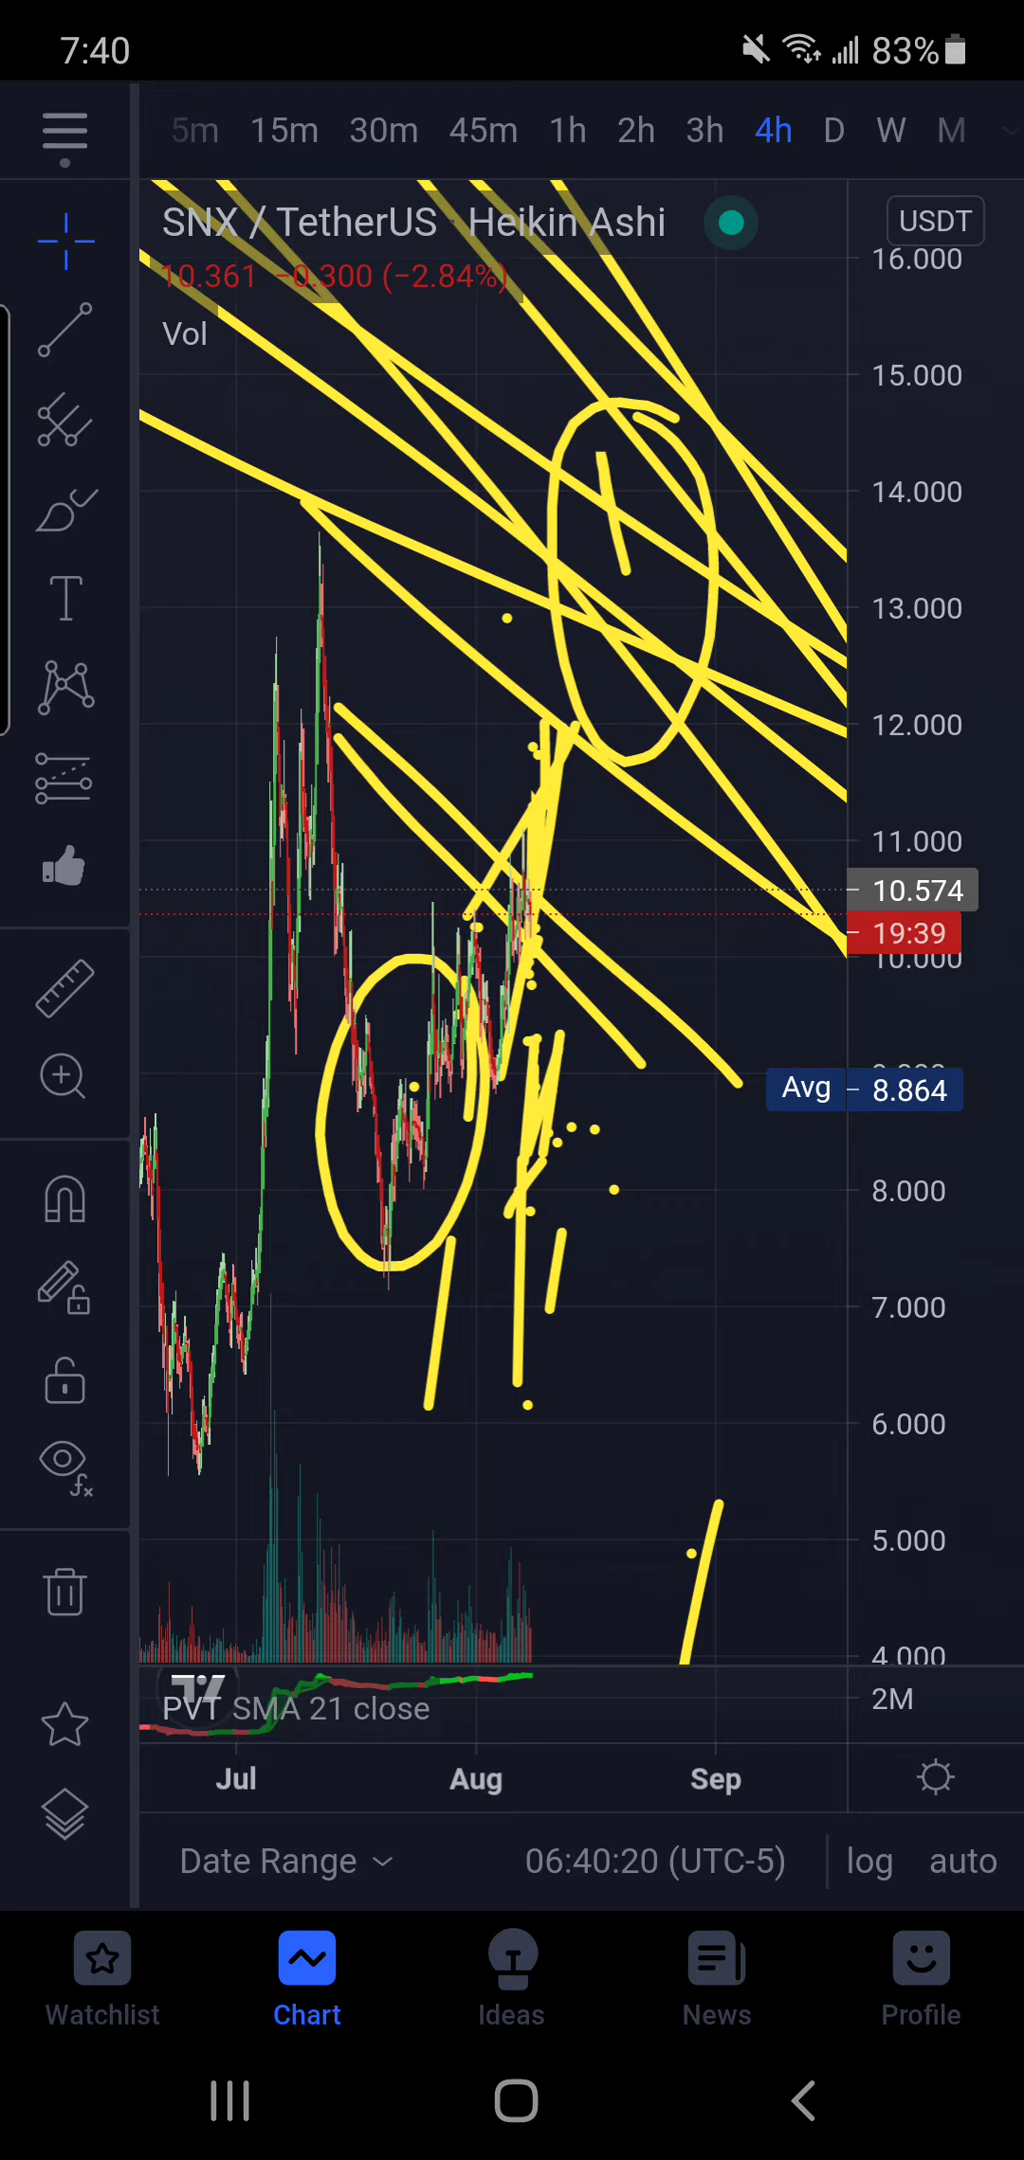 7:40 83%
5m 15m 30m 45m 1h 2h 3h 4h D W M
SNX / TetherUS · Heikin Ashi USDT
10.361 −0.300 (−2.84%)
Vol
16.000
15.000
14.000
13.000
12.000
11.000
10.574
19:39
10.000
Avg 8.864
8.000
7.000
6.000
5.000
4.000
PVT SMA 21 close
2M
Jul Aug Sep
Date Range 06:40:20 (UTC-5) log auto
Watchlist Chart Ideas News Profile